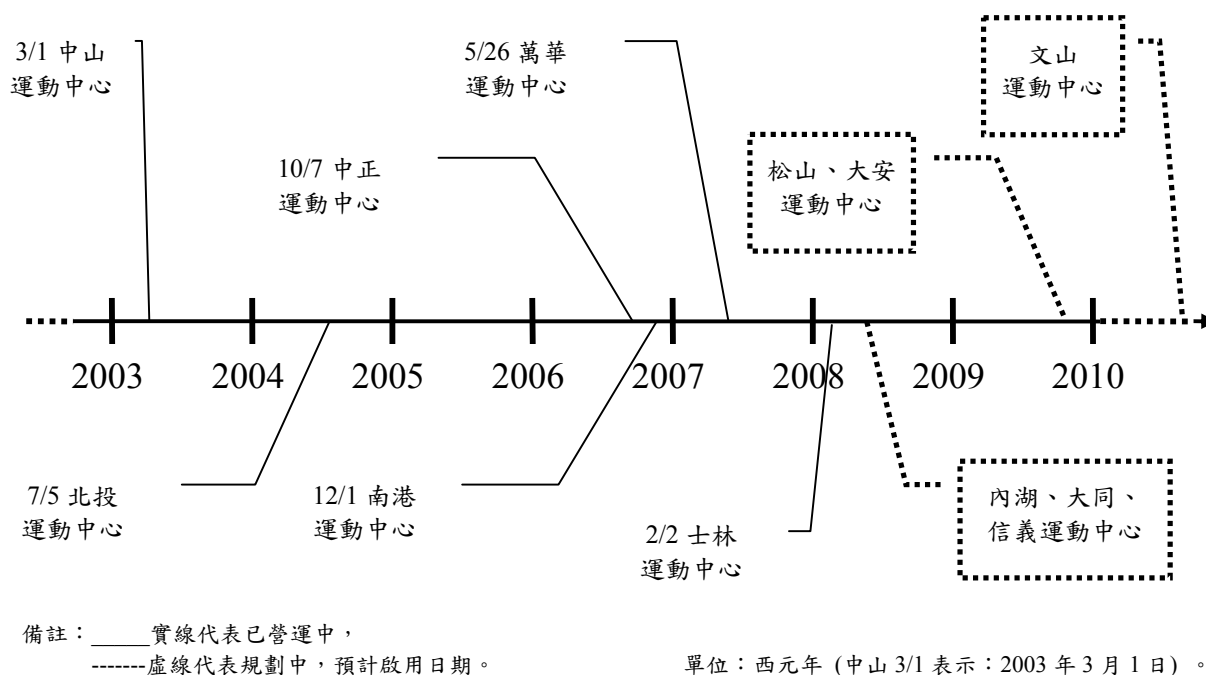 3/1 中山
運動中心
5/26 萬華
運動中心
文山
運動中心
10/7 中正
運動中心
松山、大安
運動中心
2003
2004
2005
2006
2007
2008
2009
2010
7/5 北投
運動中心
12/1 南港
運動中心
2/2 士林
運動中心
內湖、大同、
信義運動中心
備註：_____實線代表已營運中，
-------虛線代表規劃中，預計啟用日期。
單位：西元年 (中山 3/1 表示：2003 年 3 月 1 日) 。